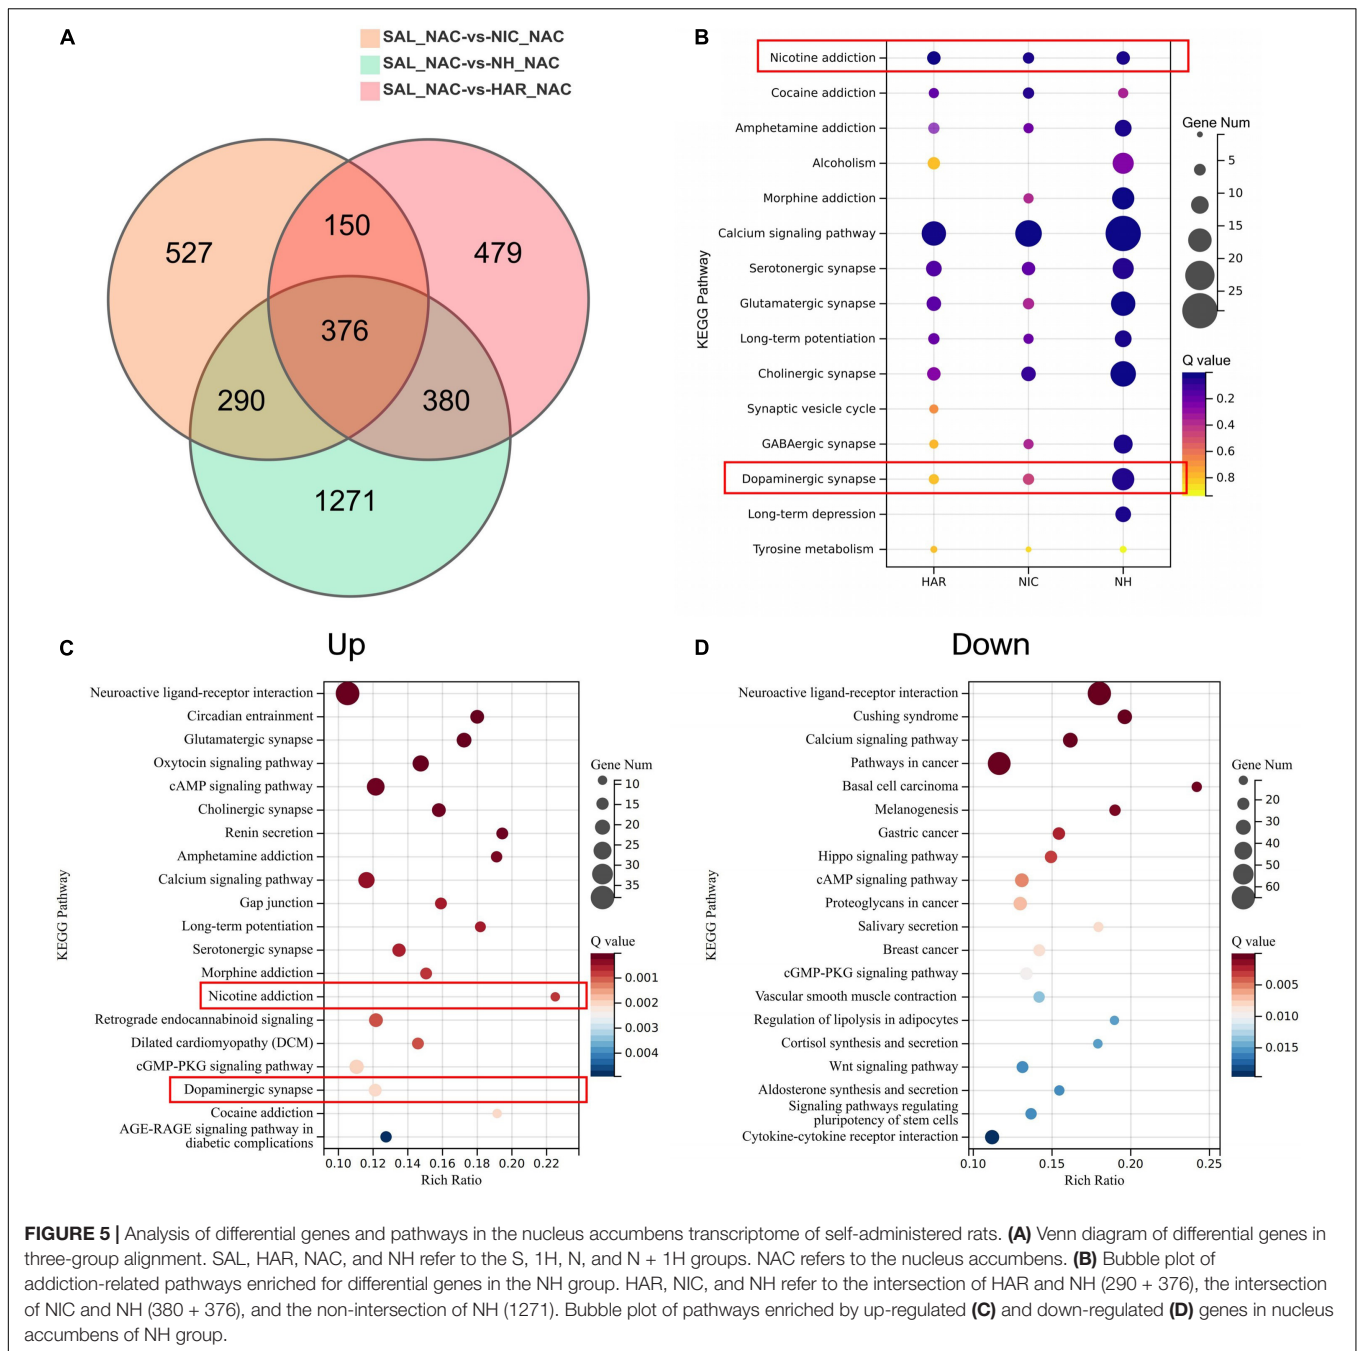 A
SAL_NAC-vs-NIC_NAC
SAL_NAC-vs-NH_NAC
SAL_NAC-vs-HAR_NAC
527
150
479
376
290
380
1271
B
KEGG Pathway
Nicotine addiction
Cocaine addiction
Amphetamine addiction
Alcoholism
Morphine addiction
Calcium signaling pathway
Serotonergic synapse
Glutamatergic synapse
Long-term potentiation
Cholinergic synapse
Synaptic vesicle cycle
GABAergic synapse
Dopaminergic synapse
Long-term depression
Tyrosine metabolism
HAR NIC NH
Gene Num
5
10
15
20
25
Q value
0.2
0.4
0.6
0.8
C
Up
KEGG Pathway
Neuroactive ligand-receptor interaction
Circadian entrainment
Glutamatergic synapse
Oxytocin signaling pathway
cAMP signaling pathway
Cholinergic synapse
Renin secretion
Amphetamine addiction
Calcium signaling pathway
Gap junction
Long-term potentiation
Serotonergic synapse
Morphine addiction
Nicotine addiction
Retrograde endocannabinoid signaling
Dilated cardiomyopathy (DCM)
cGMP-PKG signaling pathway
Dopaminergic synapse
Cocaine addiction
AGE-RAGE signaling pathway in
diabetic complications
0.10 0.12 0.14 0.16 0.18 0.20 0.22
Rich Ratio
Gene Num
10
15
20
25
30
35
Q value
0.001
0.002
0.003
0.004
D
Down
KEGG Pathway
Neuroactive ligand-receptor interaction
Cushing syndrome
Calcium signaling pathway
Pathways in cancer
Basal cell carcinoma
Melanogenesis
Gastric cancer
Hippo signaling pathway
cAMP signaling pathway
Proteoglycans in cancer
Salivary secretion
Breast cancer
cGMP-PKG signaling pathway
Vascular smooth muscle contraction
Regulation of lipolysis in adipocytes
Cortisol synthesis and secretion
Wnt signaling pathway
Aldosterone synthesis and secretion
Signaling pathways regulating
pluripotency of stem cells
Cytokine-cytokine receptor interaction
0.10 0.15 0.20 0.25
Rich Ratio
Gene Num
20
30
40
50
60
Q value
0.005
0.010
0.015
FIGURE 5 | Analysis of differential genes and pathways in the nucleus accumbens transcriptome of self-administered rats. (A) Venn diagram of differential genes in
three-group alignment. SAL, HAR, NAC, and NH refer to the S, 1H, N, and N + 1H groups. NAC refers to the nucleus accumbens. (B) Bubble plot of
addiction-related pathways enriched for differential genes in the NH group. HAR, NIC, and NH refer to the intersection of HAR and NH (290 + 376), the intersection
of NIC and NH (380 + 376), and the non-intersection of NH (1271). Bubble plot of pathways enriched by up-regulated (C) and down-regulated (D) genes in nucleus
accumbens of NH group.